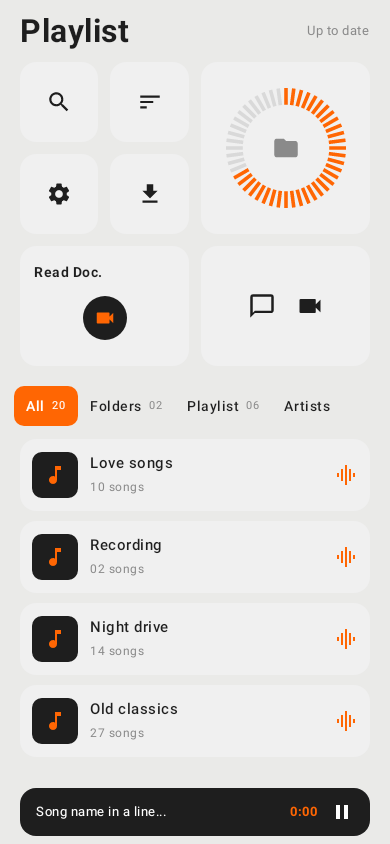 Playlist
Up to date
Read Doc.
All 20 Folders 02 Playlist 06 Artists
Love songs
10 songs
Recording
02 songs
Night drive
14 songs
Old classics
27 songs
Song name in a line... 0:00